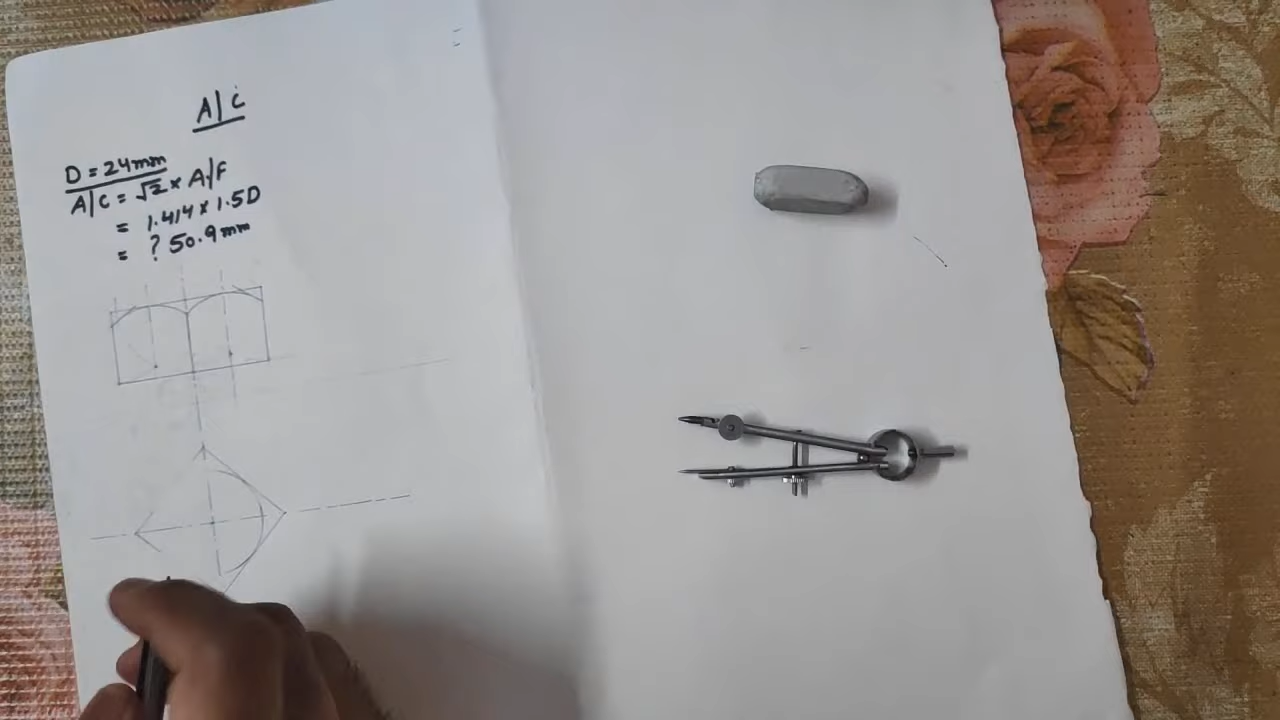 A/C
D = 24mm
A/C = √2 × A/F
= 1.414 × 1.5D
= ? 50.9mm